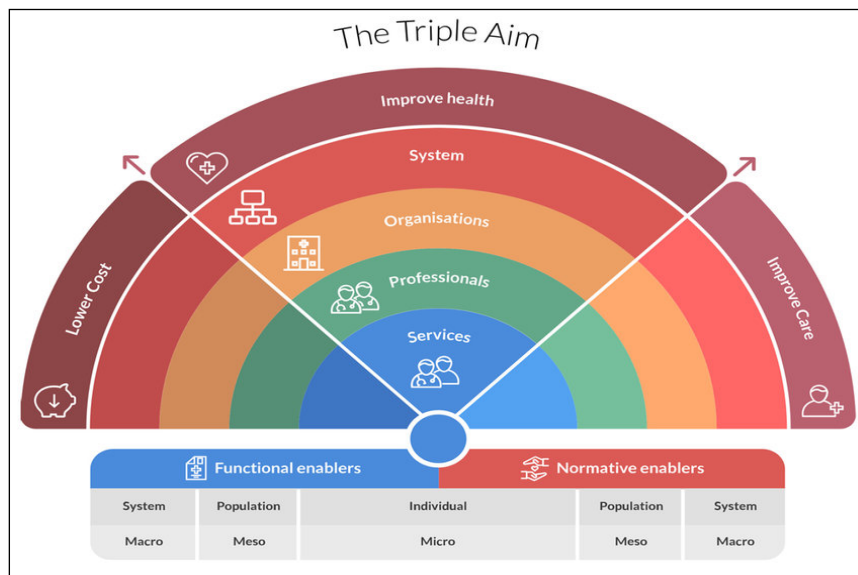 The Triple Aim
Improve health
System
Organisations
Professionals
Services
Lower Cost
Improve Care
Functional enablers
Normative enablers
System Population Individual Population System
Macro Meso Micro Meso Macro